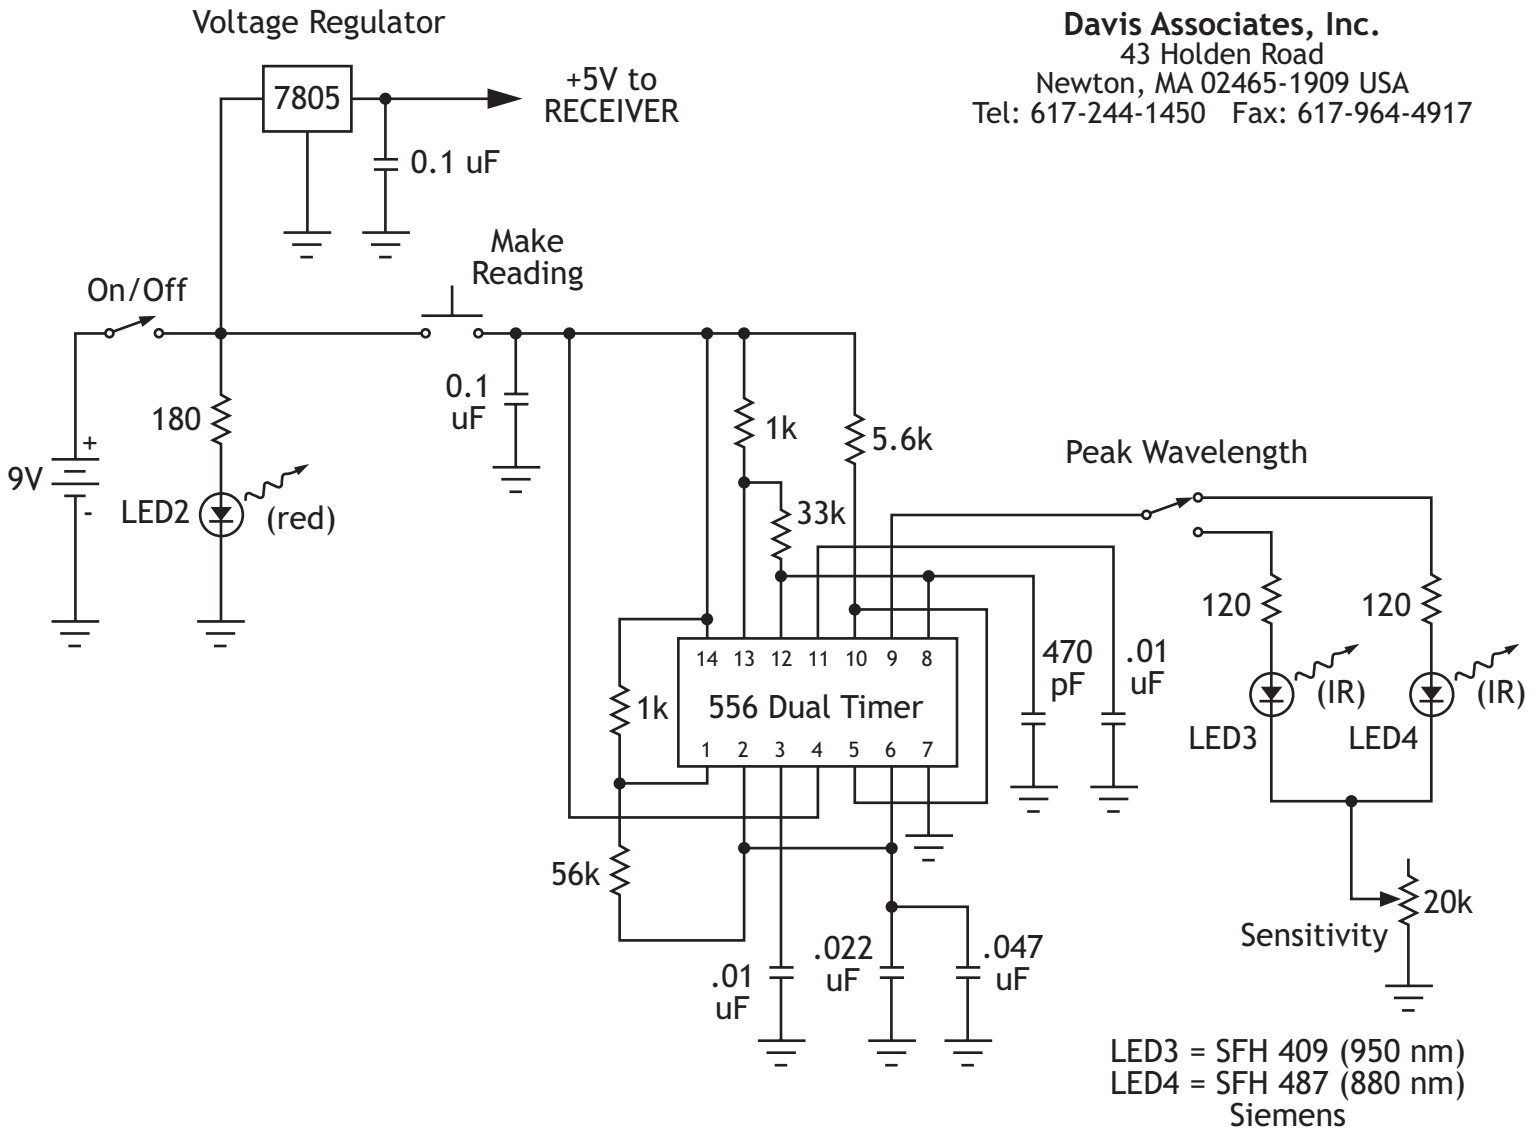 Voltage Regulator
Davis Associates, Inc.
43 Holden Road
Newton, MA 02465-1909 USA
Tel: 617-244-1450 Fax: 617-964-4917
7805
+5V to
RECEIVER
0.1 uF
Make
Reading
On/Off
0.1
uF
180
1k
5.6k
Peak Wavelength
+
9V
-
LED2
(red)
33k
120
120
14 13 12 11 10 9 8
470
pF
.01
uF
(IR)
(IR)
1k
556 Dual Timer
LED3
LED4
1 2 3 4 5 6 7
56k
20k
Sensitivity
.01
uF
.022
uF
.047
uF
LED3 = SFH 409 (950 nm)
LED4 = SFH 487 (880 nm)
Siemens